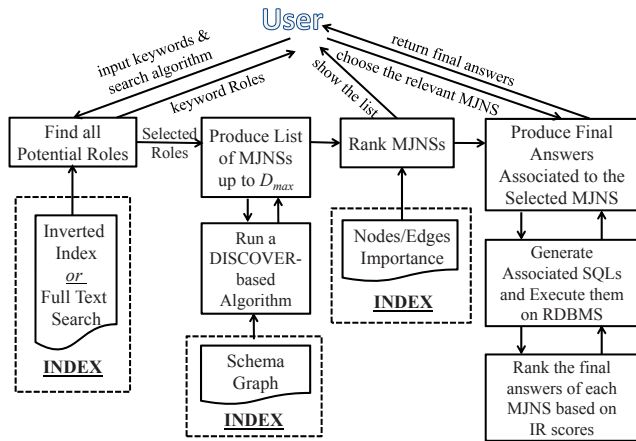 User
input keywords &
search algorithm
keyword Roles
show the list
choose the relevant MJNS
return final answers
Find all
Potential Roles
Selected
Roles
Produce List
of MJNSs
up to Dmax
Rank MJNSs
Produce Final
Answers
Associated to the
Selected MJNS
Inverted
Index
or
Full Text
Search
INDEX
Run a
DISCOVER-
based
Algorithm
Schema
Graph
INDEX
Nodes/Edges
Importance
INDEX
Generate
Associated SQLs
and Execute them
on RDBMS
Rank the final
answers of each
MJNS based on
IR scores